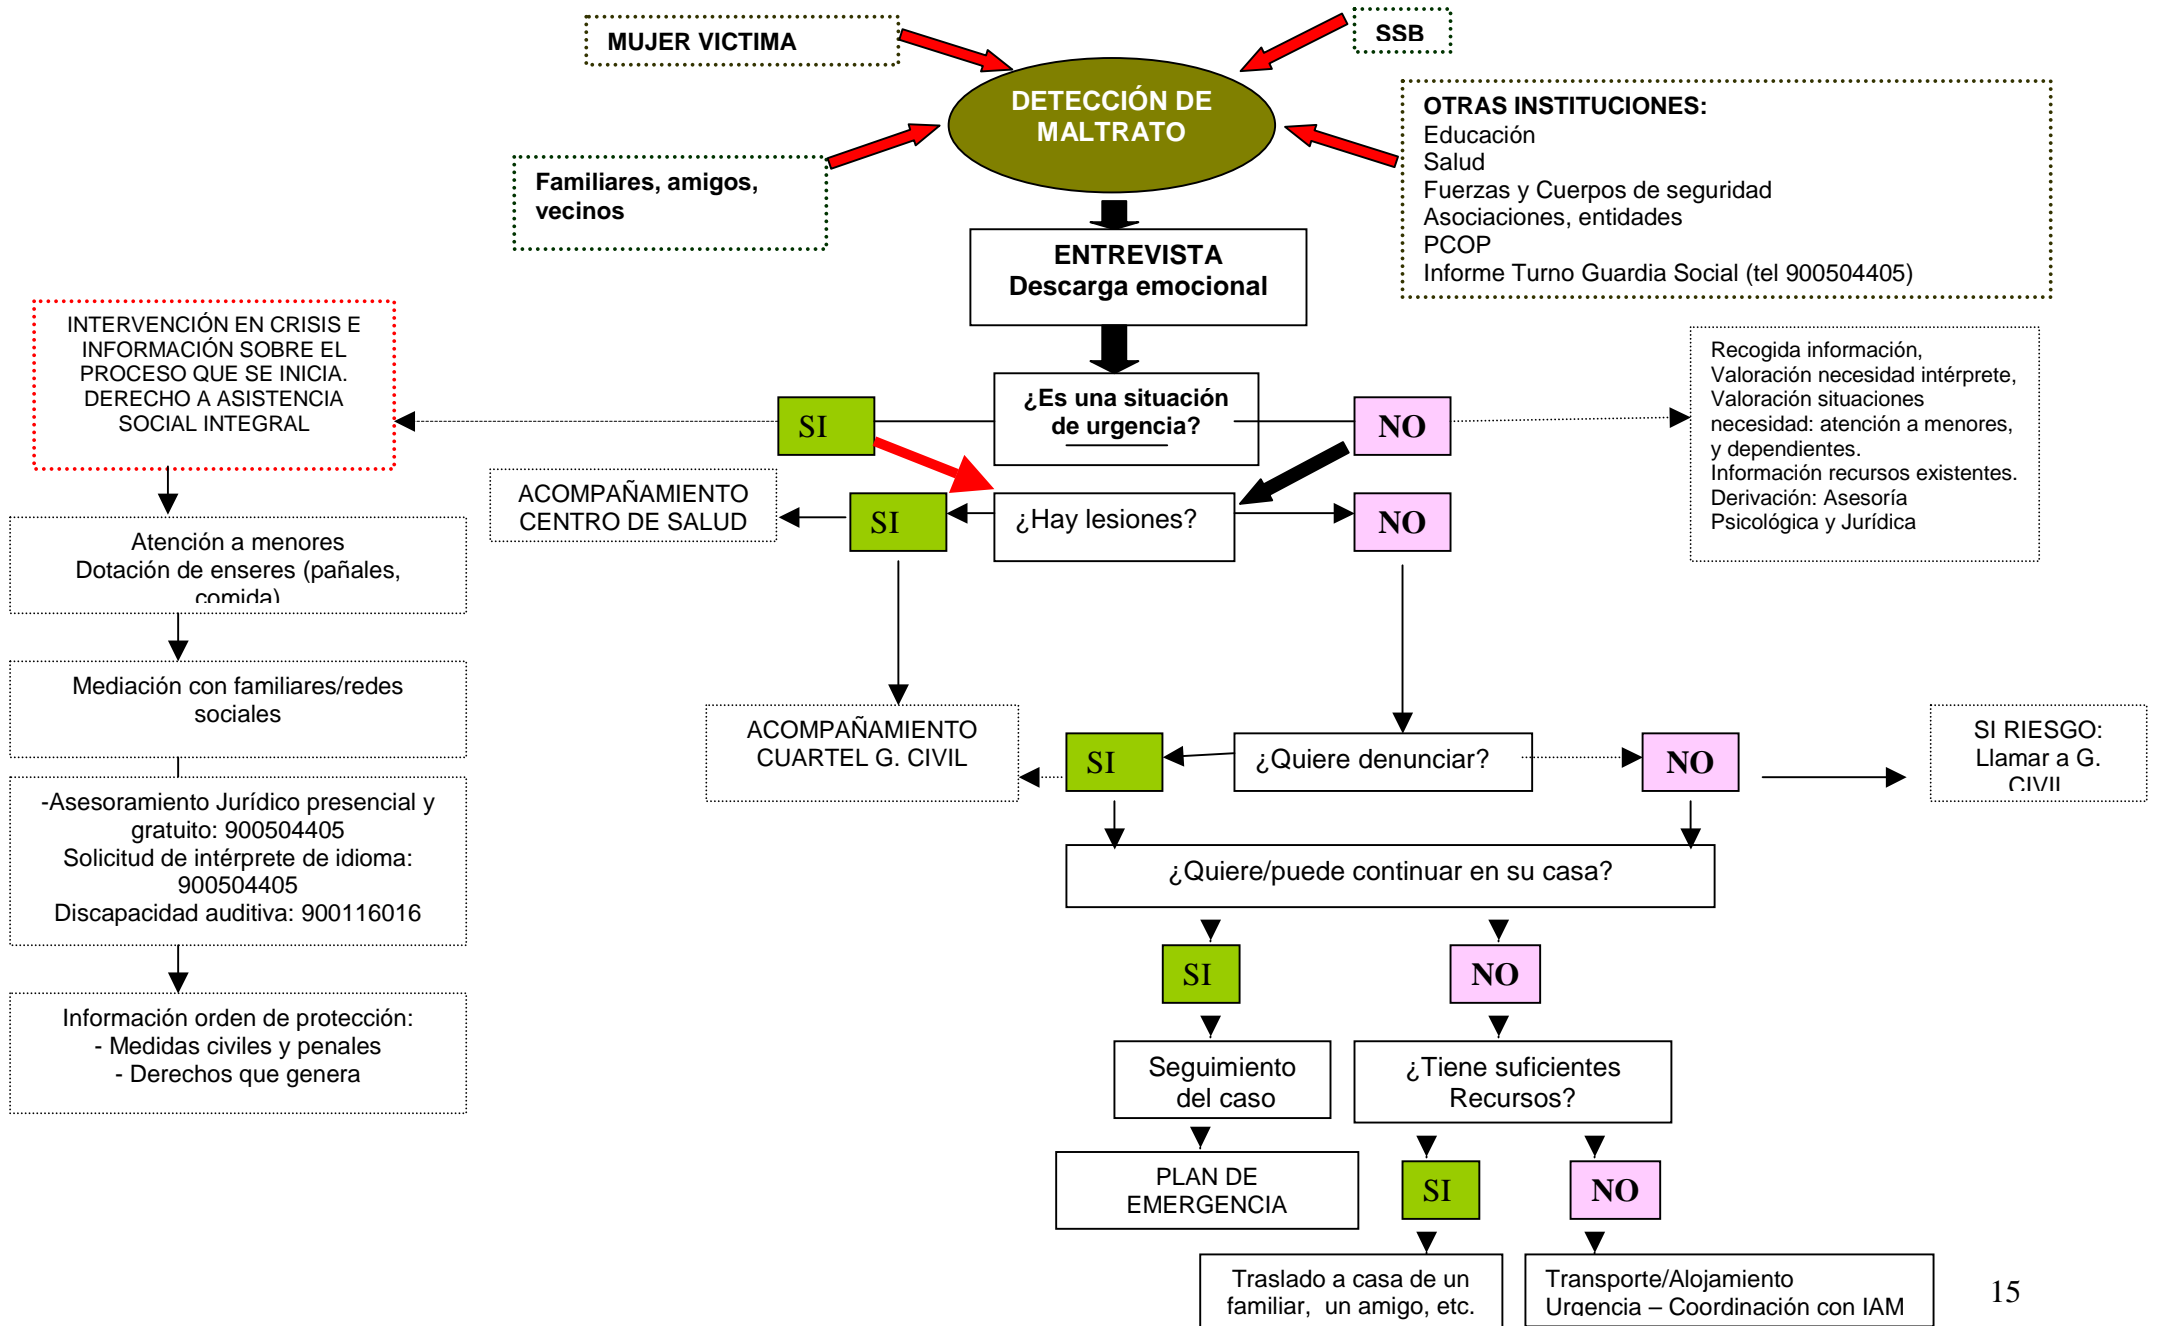 MUJER VICTIMA
SSB
DETECCIÓN DE
MALTRATO
OTRAS INSTITUCIONES:
Educación
Salud
Fuerzas y Cuerpos de seguridad
Asociaciones, entidades
PCOP
Informe Turno Guardia Social (tel 900504405)
Familiares, amigos,
vecinos
ENTREVISTA
Descarga emocional
INTERVENCIÓN EN CRISIS E
INFORMACIÓN SOBRE EL
PROCESO QUE SE INICIA.
DERECHO A ASISTENCIA
SOCIAL INTEGRAL
SI
¿Es una situación
de urgencia?
NO
Recogida información,
Valoración necesidad intérprete,
Valoración situaciones
necesidad: atención a menores,
y dependientes.
Información recursos existentes.
Derivación: Asesoría
Psicológica y Jurídica
ACOMPAÑAMIENTO
CENTRO DE SALUD
SI
¿Hay lesiones?
NO
Atención a menores
Dotación de enseres (pañales,
comida)
Mediación con familiares/redes
sociales
ACOMPAÑAMIENTO
CUARTEL G. CIVIL
SI
¿Quiere denunciar?
NO
SI RIESGO:
Llamar a G.
CIVIL
-Asesoramiento Jurídico presencial y
gratuito: 900504405
Solicitud de intérprete de idioma:
900504405
Discapacidad auditiva: 900116016
¿Quiere/puede continuar en su casa?
SI
NO
Información orden de protección:
- Medidas civiles y penales
- Derechos que genera
Seguimiento
del caso
¿Tiene suficientes
Recursos?
PLAN DE
EMERGENCIA
SI
NO
Traslado a casa de un
familiar, un amigo, etc.
Transporte/Alojamiento
Urgencia – Coordinación con IAM
15